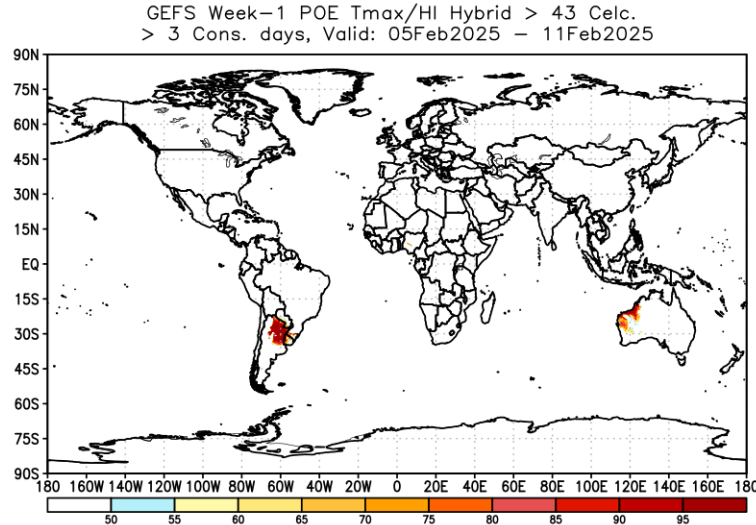 GEFS Week-1 POE Tmax/HI Hybrid > 43 Celc.
> 3 Cons. days, Valid: 05Feb2025 - 11Feb2025
90N
75N
60N
45N
30N
15N
EQ
15S
30S
45S
60S
75S
90S
180 160W 140W 120W 100W 80W 60W 40W 20W 0 20E 40E 60E 80E 100E 120E 140E 160E 180
50 55 60 65 70 75 80 85 90 95